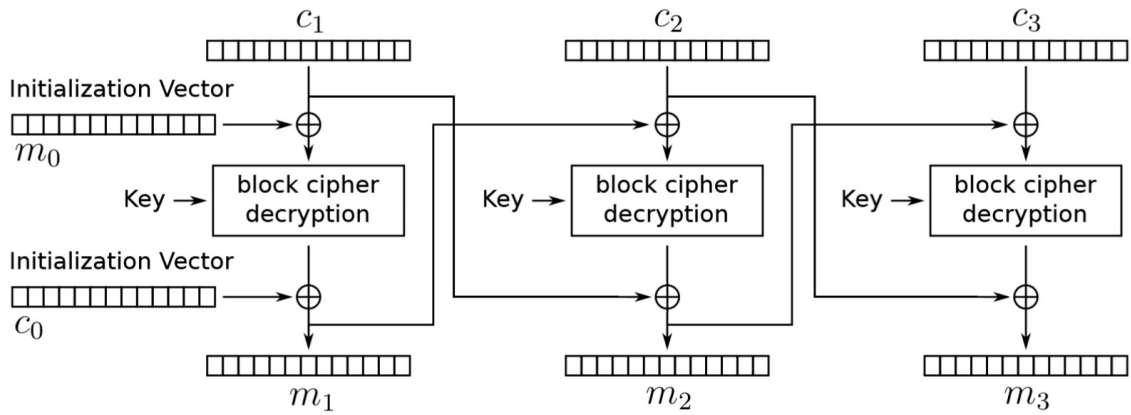 c₁ c₂ c₃
Initialization Vector
m₀
Key block cipher Key block cipher Key block cipher
decryption decryption decryption
Initialization Vector
c₀
m₁ m₂ m₃